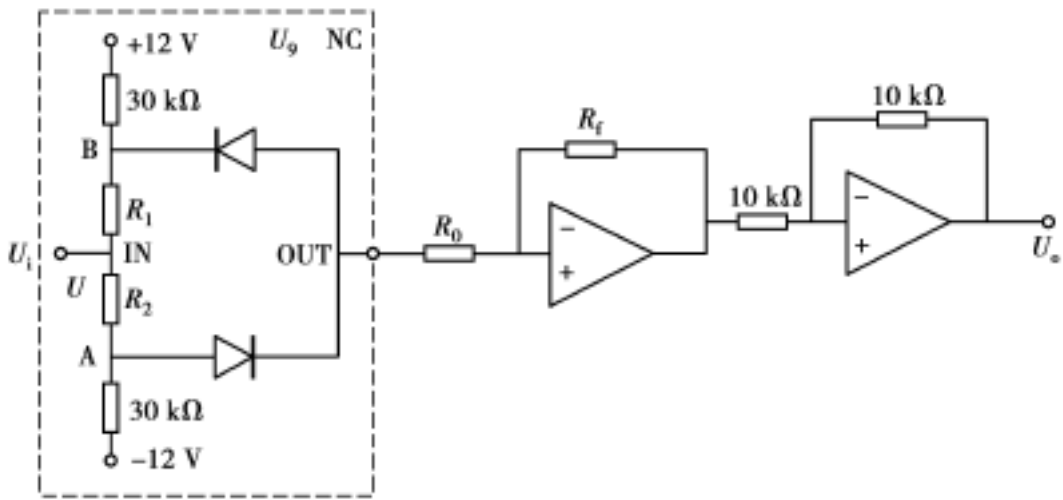 +12 V
U₉ NC
30 kΩ
B
R₁
Uᵢ IN
U
R₂
A
30 kΩ
−12 V
OUT
R₀
R_f
−
+
10 kΩ
10 kΩ
−
+
Uₒ